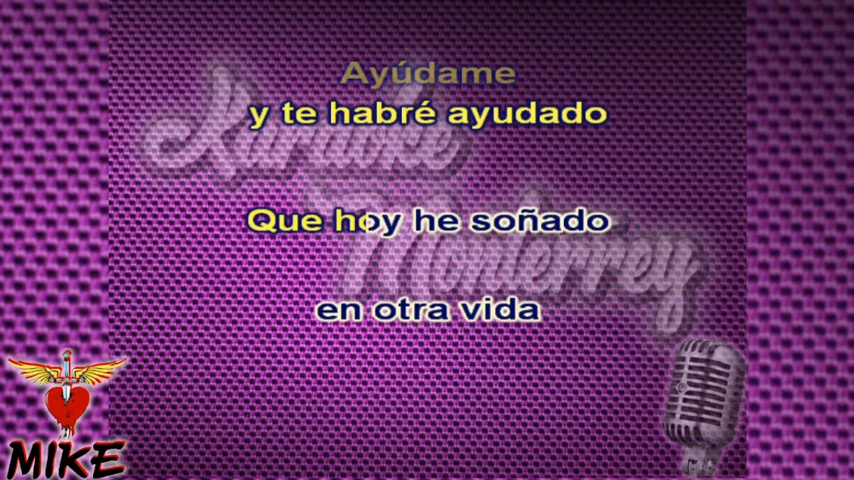 Ayúdame
y te habré ayudado
Karaoke
Que hoy he soñado
Monterrey
en otra vida
MIKE